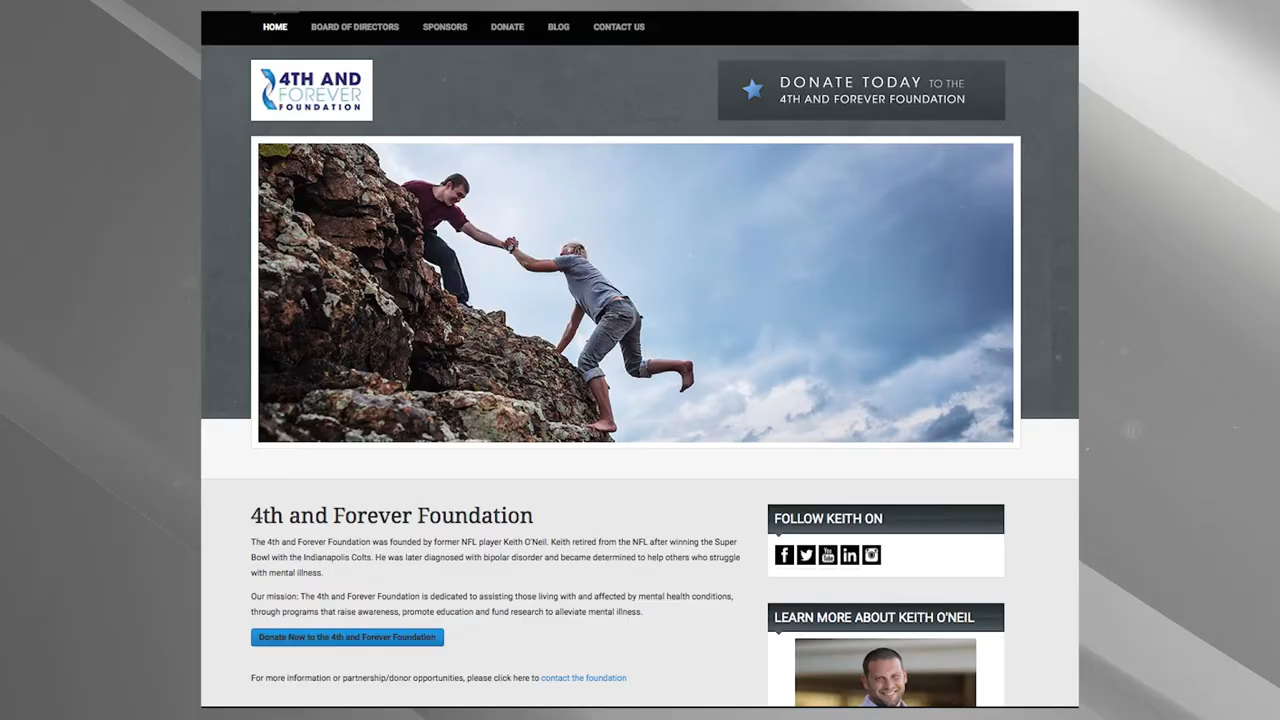 HOME BOARD OF DIRECTORS SPONSORS DONATE BLOG CONTACT US
4TH AND
FOREVER
FOUNDATION
DONATE TODAY TO THE
4TH AND FOREVER FOUNDATION
4th and Forever Foundation
The 4th and Forever Foundation was founded by former NFL player Keith O'Neil. Keith retired from the NFL after winning the Super
Bowl with the Indianapolis Colts. He was later diagnosed with bipolar disorder and became determined to help others who struggle
with mental illness.
Our mission: The 4th and Forever Foundation is dedicated to assisting those living with and affected by mental health conditions,
through programs that raise awareness, promote education and fund research to alleviate mental illness.
Donate Now to the 4th and Forever Foundation
For more information or partnership/donor opportunities, please click here to contact the foundation
FOLLOW KEITH ON
You
Tube
in
LEARN MORE ABOUT KEITH O'NEIL